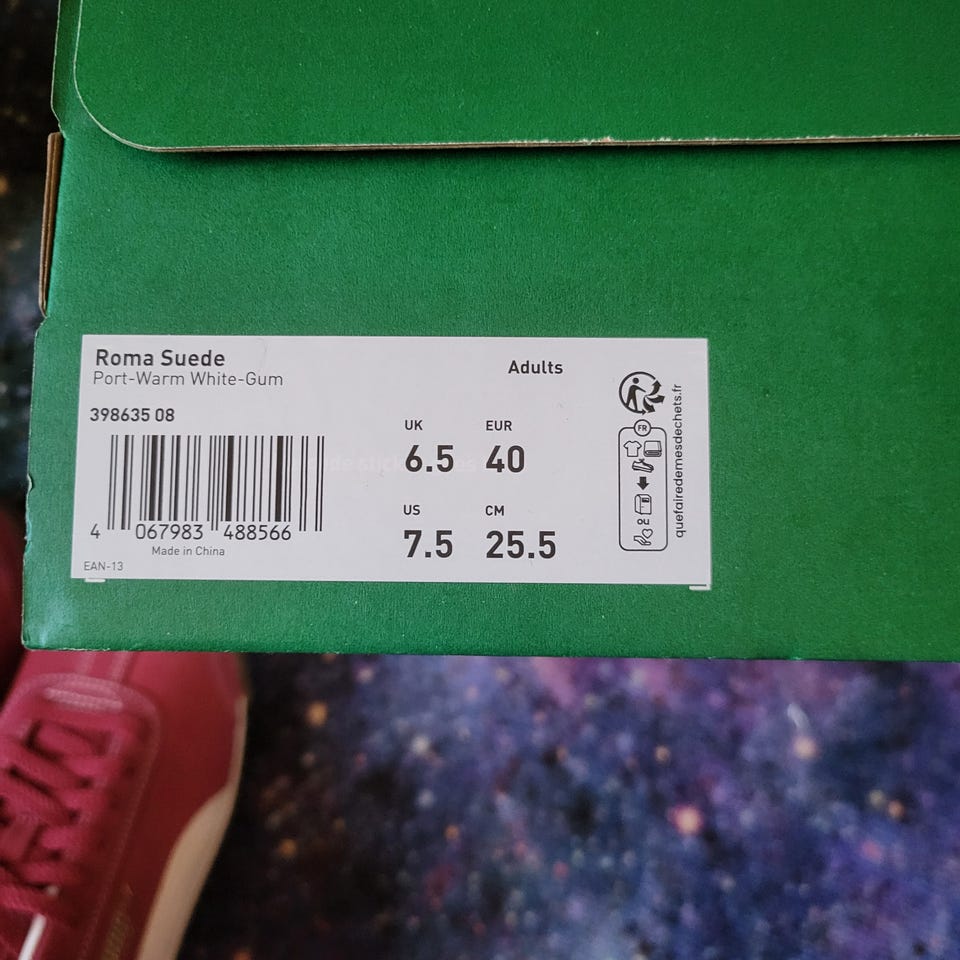 Roma Suede
Port-Warm White-Gum
Adults
398635 08
4 067983 488566
Made in China
EAN-13
UK EUR
6.5 40
US CM
7.5 25.5
FR
OU
quefairedemesdechets.fr